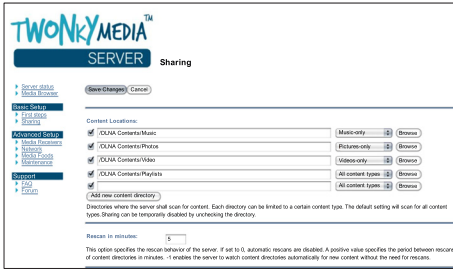 TWONKYMEDIA™
SERVER Sharing
Server status
Media Browser
Save Changes Cancel
Basic Setup
First steps
Sharing
Content Locations:
/DLNA Contents/Music Music-only Browse
/DLNA Contents/Photos Pictures-only Browse
/DLNA Contents/Video Videos-only Browse
/DLNA Contents/Playlists All content types Browse
All content types Browse
Add new content directory
Advanced Setup
Media Receivers
Network
Media Feeds
Maintenance
Support
FAQ
Forum
Directories where the server shall scan for content. Each directory can be limited to a certain content type. The default setting will scan for all content
types.Sharing can be temporarily disabled by unchecking the directory.
Rescan in minutes: 5
This option specifies the rescan behavior of the server. If set to 0, automatic rescans are disabled. A positive value specifies the period between rescans
of content directories in minutes. -1 enables the server to watch content directories automatically for new content without the need for rescans.